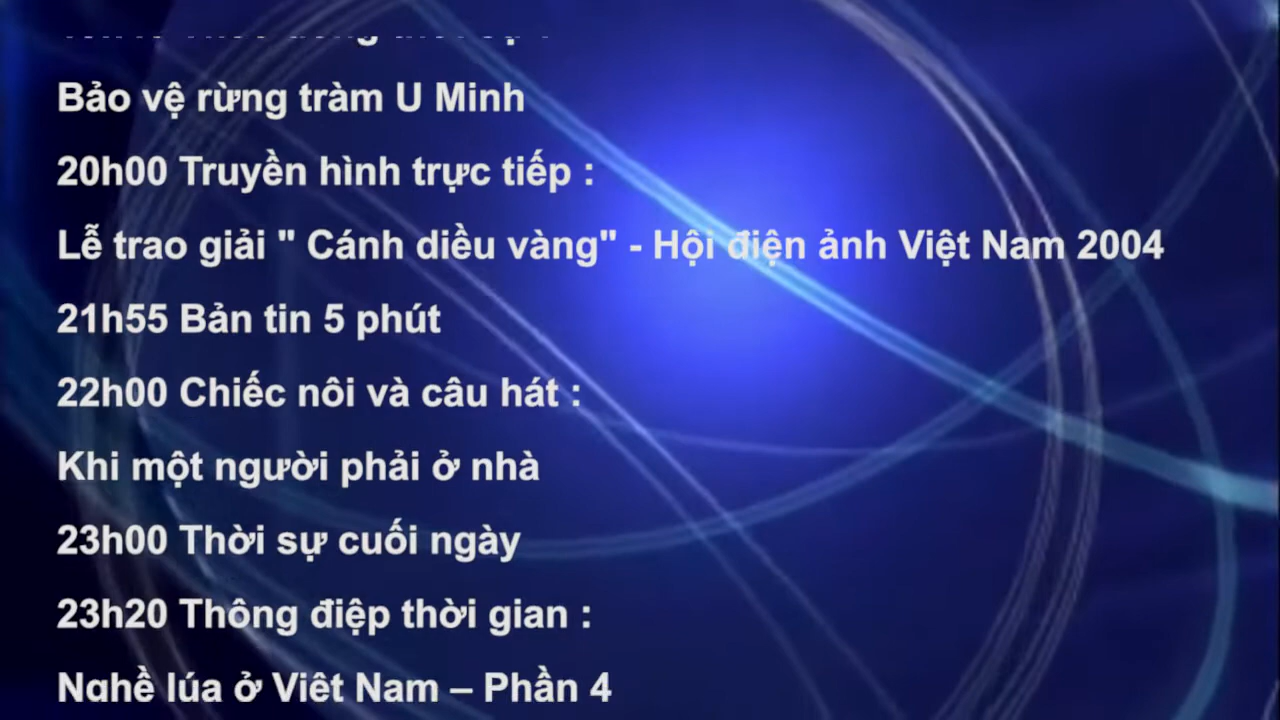 Bảo vệ rừng tràm U Minh
20h00 Truyền hình trực tiếp :
Lễ trao giải " Cánh diều vàng" - Hội điện ảnh Việt Nam 2004
21h55 Bản tin 5 phút
22h00 Chiếc nôi và câu hát :
Khi một người phải ở nhà
23h00 Thời sự cuối ngày
23h20 Thông điệp thời gian :
Nghề lúa ở Việt Nam – Phần 4